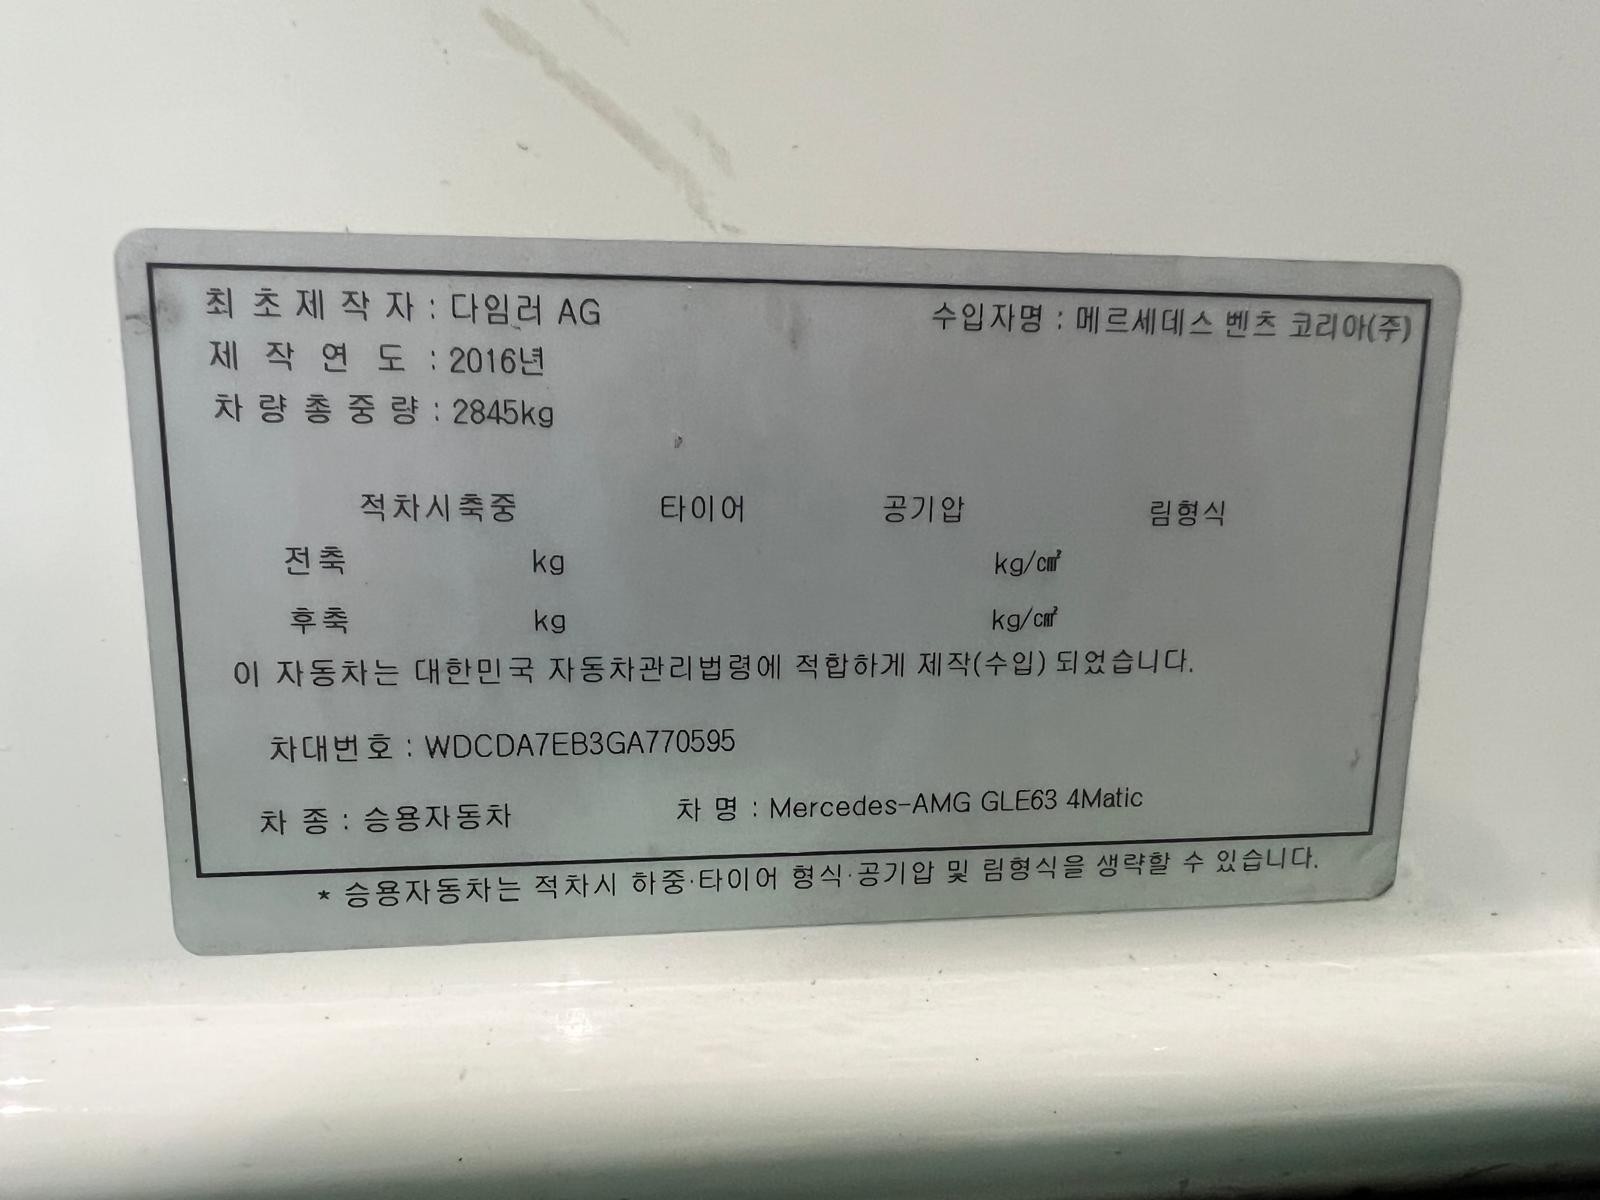 최초제작자 : 다임러 AG 수입자명 : 메르세데스 벤츠 코리아(주)
제작연도 : 2016년
차량총중량 : 2845kg
적차시축중 타이어 공기압 림형식
전축 kg kg/㎠
후축 kg kg/㎠
이 자동차는 대한민국 자동차관리법령에 적합하게 제작(수입) 되었습니다.
차대번호 : WDCDA7EB3GA770595
차 종 : 승용자동차 차 명 : Mercedes-AMG GLE63 4Matic
* 승용자동차는 적차시 하중·타이어 형식·공기압 및 림형식을 생략할 수 있습니다.